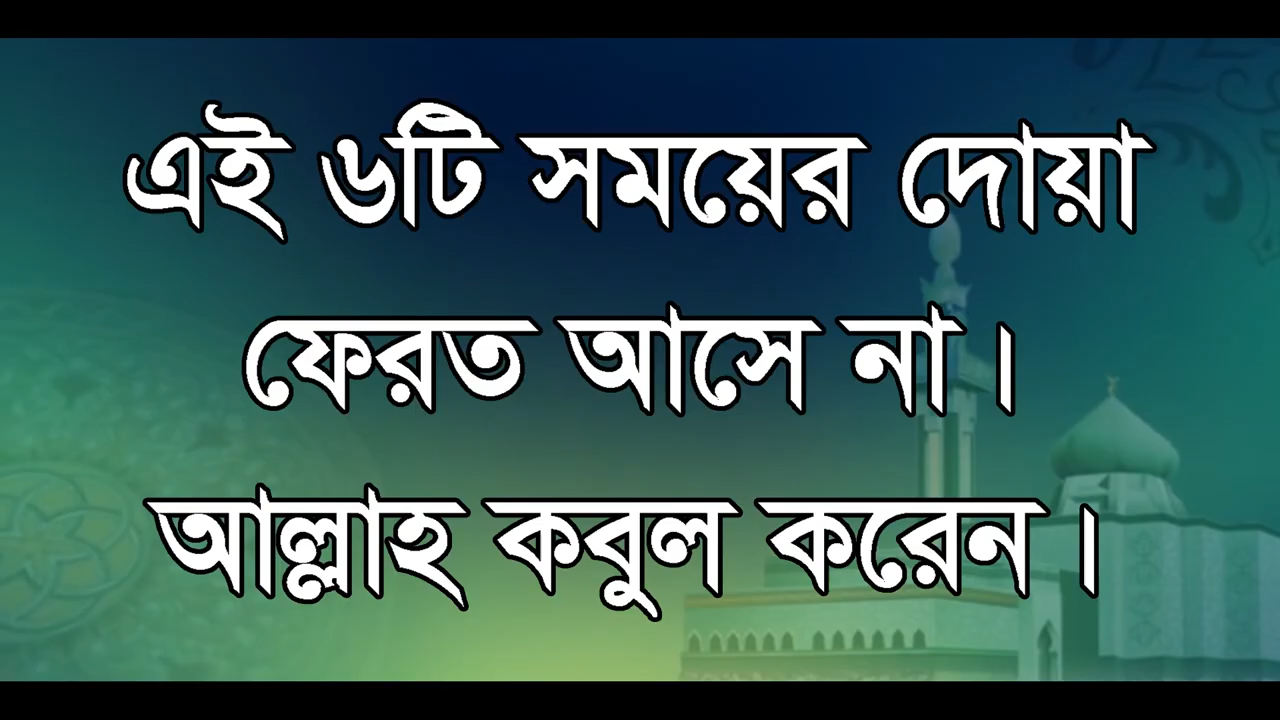 এই ৬টি সময়ের দোয়া
ফেরত আসে না।
আল্লাহ কবুল করেন।